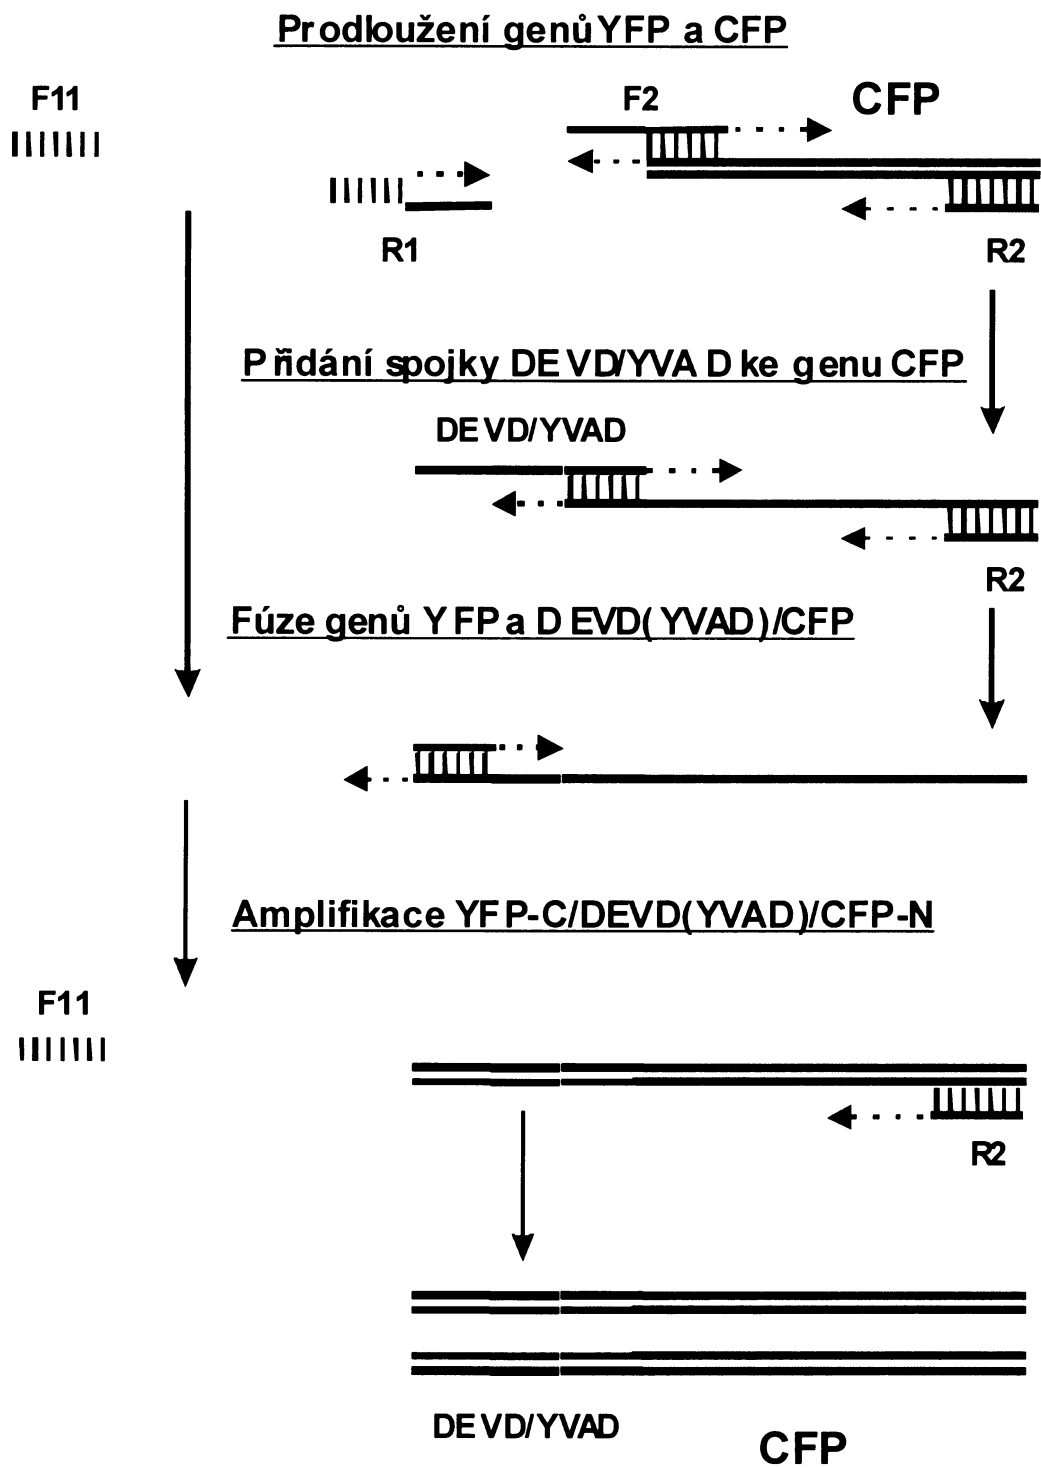 Prodloužení genů YFP a CFP
F11
F2
CFP
R1
R2
Přidání spojky DEVD/YVAD ke genu CFP
DEVD/YVAD
R2
Fúze genů YFP a DEVD(YVAD)/CFP
Amplifikace YFP-C/DEVD(YVAD)/CFP-N
F11
R2
DEVD/YVAD
CFP